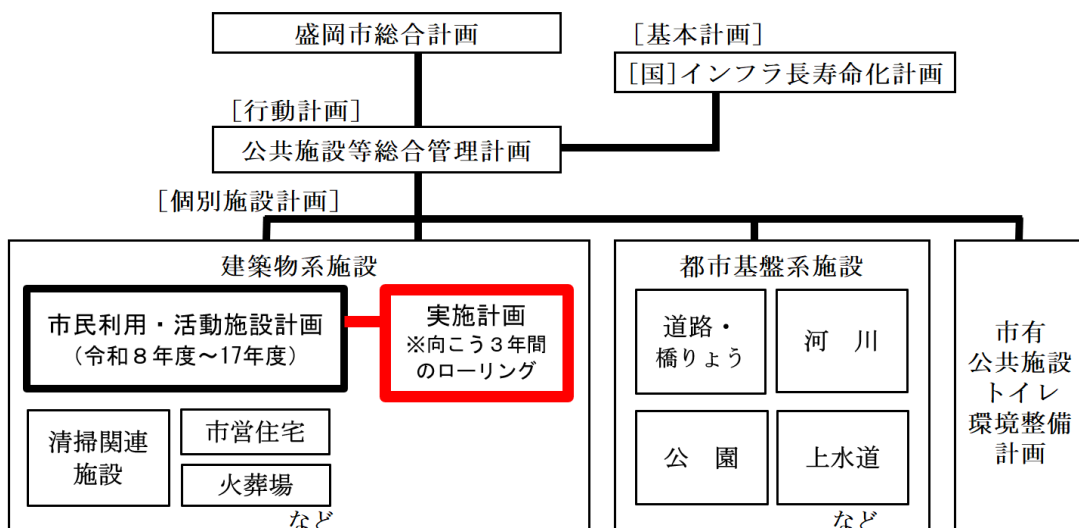 盛岡市総合計画
［基本計画］
［国］インフラ長寿命化計画
［行動計画］
公共施設等総合管理計画
［個別施設計画］
建築物系施設
市民利用・活動施設計画
（令和８年度～17年度）
実施計画
※向こう３年間
のローリング
清掃関連
施設
市営住宅
火葬場
など
都市基盤系施設
道路・
橋りょう
河　川
公　園
上水道
など
市有
公共施設
トイレ
環境整備
計画